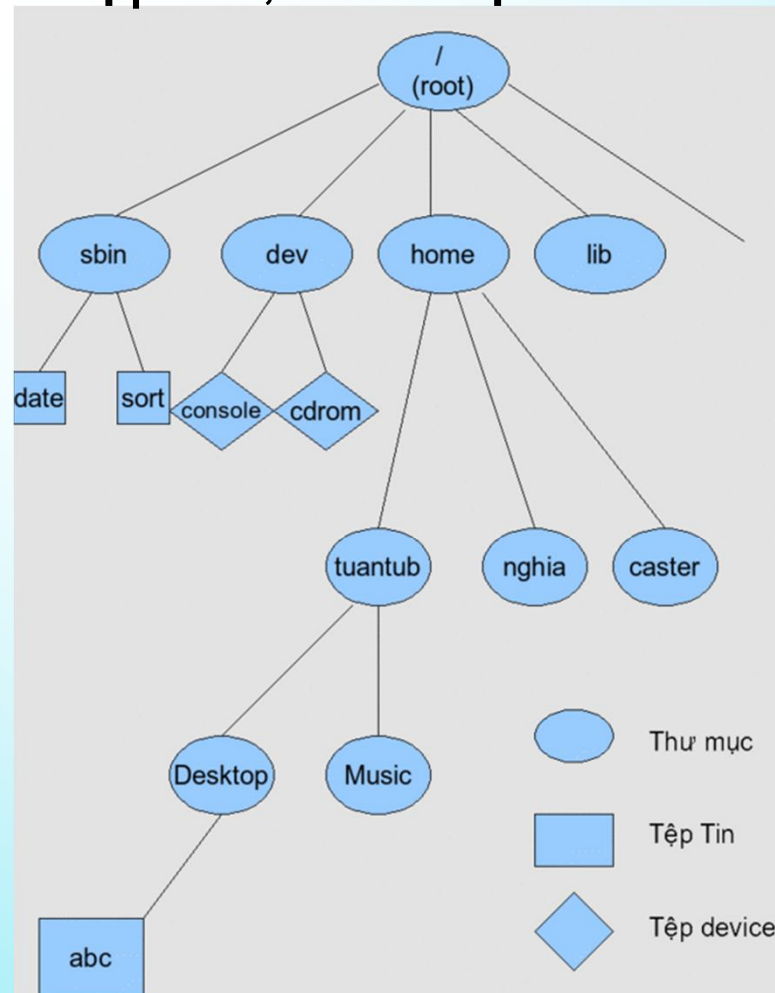 /
(root)
sbin
dev
home
lib
date
sort
console
cdrom
tuantub
nghia
caster
Desktop
Music
Thư mục
Tệp Tin
Tệp device
abc